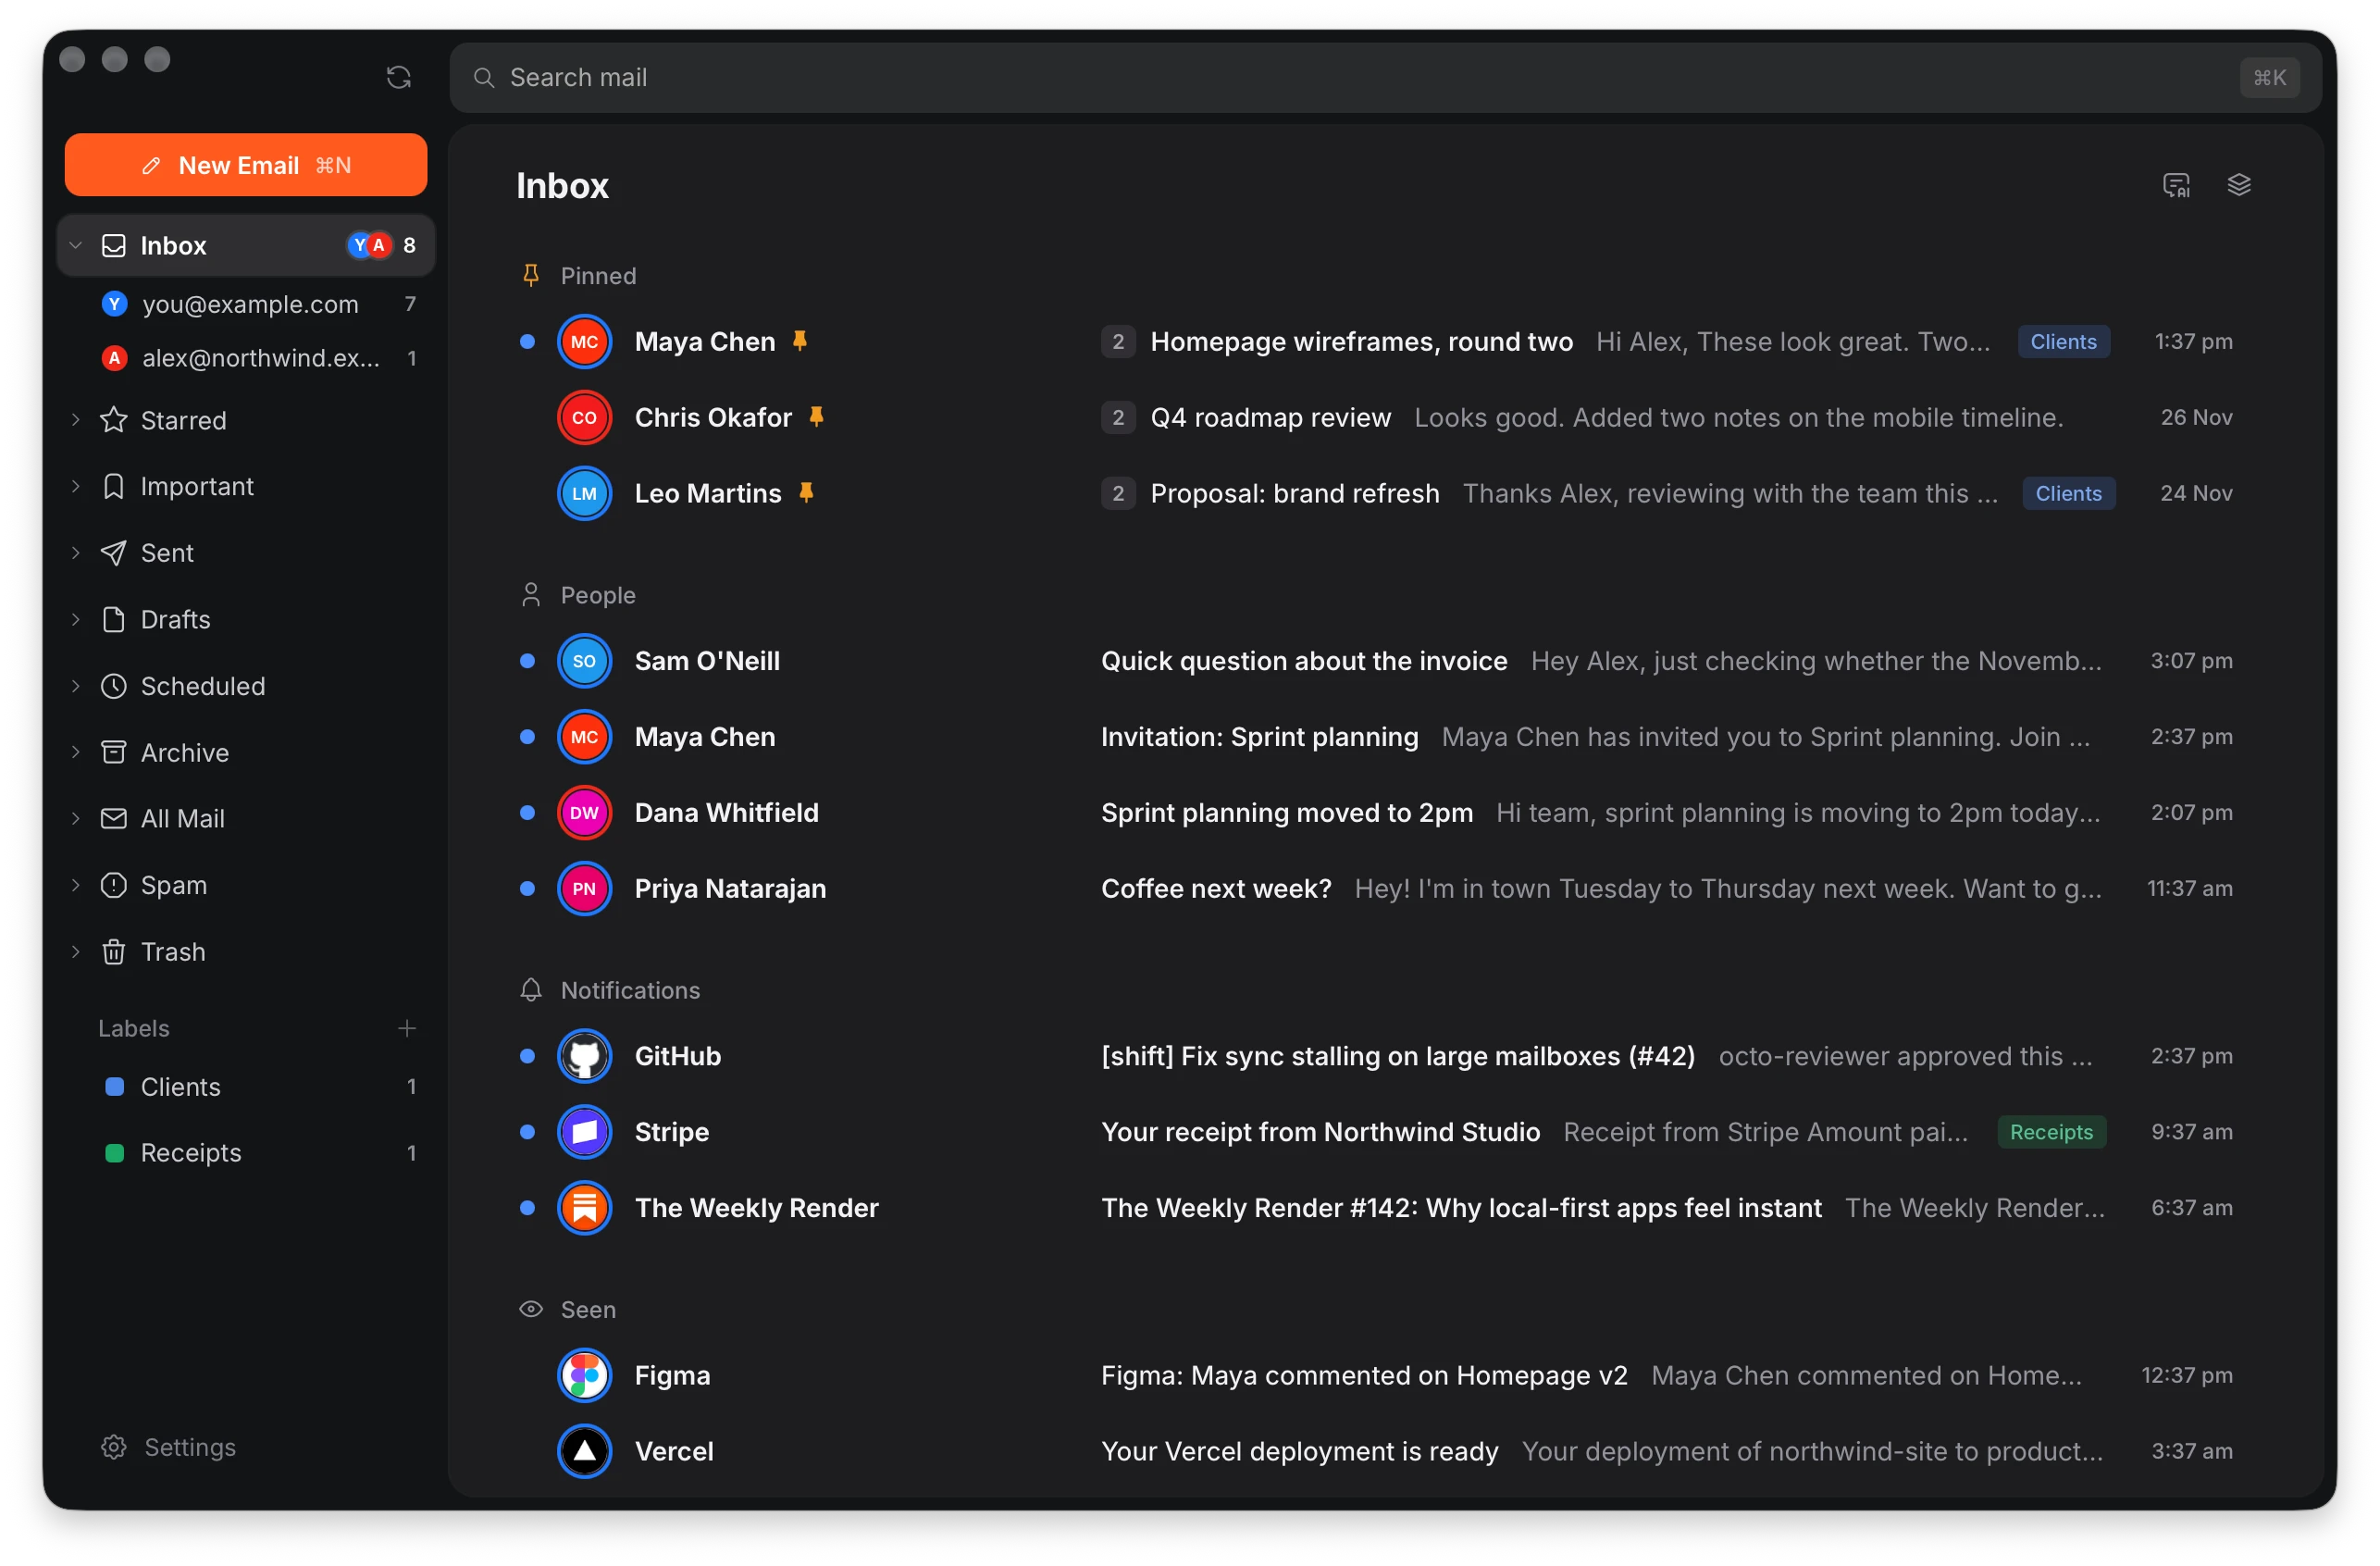 Search mail ⌘K
New Email ⌘N
Inbox Y A 8
Y you@example.com 7
A alex@northwind.ex... 1
Starred
Important
Sent
Drafts
Scheduled
Archive
All Mail
Spam
Trash
Labels
Clients 1
Receipts 1
Settings
Inbox
AI
Pinned
MC Maya Chen 2 Homepage wireframes, round two Hi Alex, These look great. Two... Clients 1:37 pm
CO Chris Okafor 2 Q4 roadmap review Looks good. Added two notes on the mobile timeline. 26 Nov
LM Leo Martins 2 Proposal: brand refresh Thanks Alex, reviewing with the team this ... Clients 24 Nov
People
SO Sam O'Neill Quick question about the invoice Hey Alex, just checking whether the Novemb... 3:07 pm
MC Maya Chen Invitation: Sprint planning Maya Chen has invited you to Sprint planning. Join ... 2:37 pm
DW Dana Whitfield Sprint planning moved to 2pm Hi team, sprint planning is moving to 2pm today... 2:07 pm
PN Priya Natarajan Coffee next week? Hey! I'm in town Tuesday to Thursday next week. Want to g... 11:37 am
Notifications
GitHub [shift] Fix sync stalling on large mailboxes (#42) octo-reviewer approved this ... 2:37 pm
Stripe Your receipt from Northwind Studio Receipt from Stripe Amount pai... Receipts 9:37 am
The Weekly Render The Weekly Render #142: Why local-first apps feel instant The Weekly Render... 6:37 am
Seen
Figma Figma: Maya commented on Homepage v2 Maya Chen commented on Home... 12:37 pm
Vercel Your Vercel deployment is ready Your deployment of northwind-site to product... 3:37 am